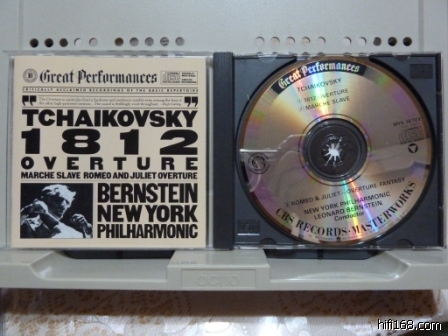 Great Performances
"
TCHAIKOVSKY
1812
OVERTURE
MARCHE SLAVE ROMEO AND JULIET OVERTURE
BERNSTEIN
NEW YORK
PHILHARMONIC
Great Performances
TCHAIKOVSKY
1812 OVERTURE
MARCHE SLAVE
ROMEO & JULIET - OVERTURE FANTASY
NEW YORK PHILHARMONIC
LEONARD BERNSTEIN
Conductor
CBS RECORDS · MASTERWORKS
hifi168.com